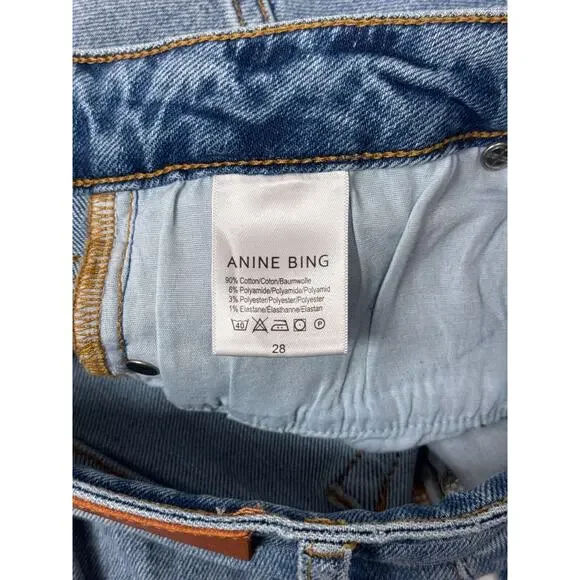 ANINE BING
90% Cotton/Coton/Baumwolle
6% Polyamide/Polyamide/Polyamid
3% Polyester/Polyester/Polyester
1% Elastane/Elasthanne/Elastan
40 P
28